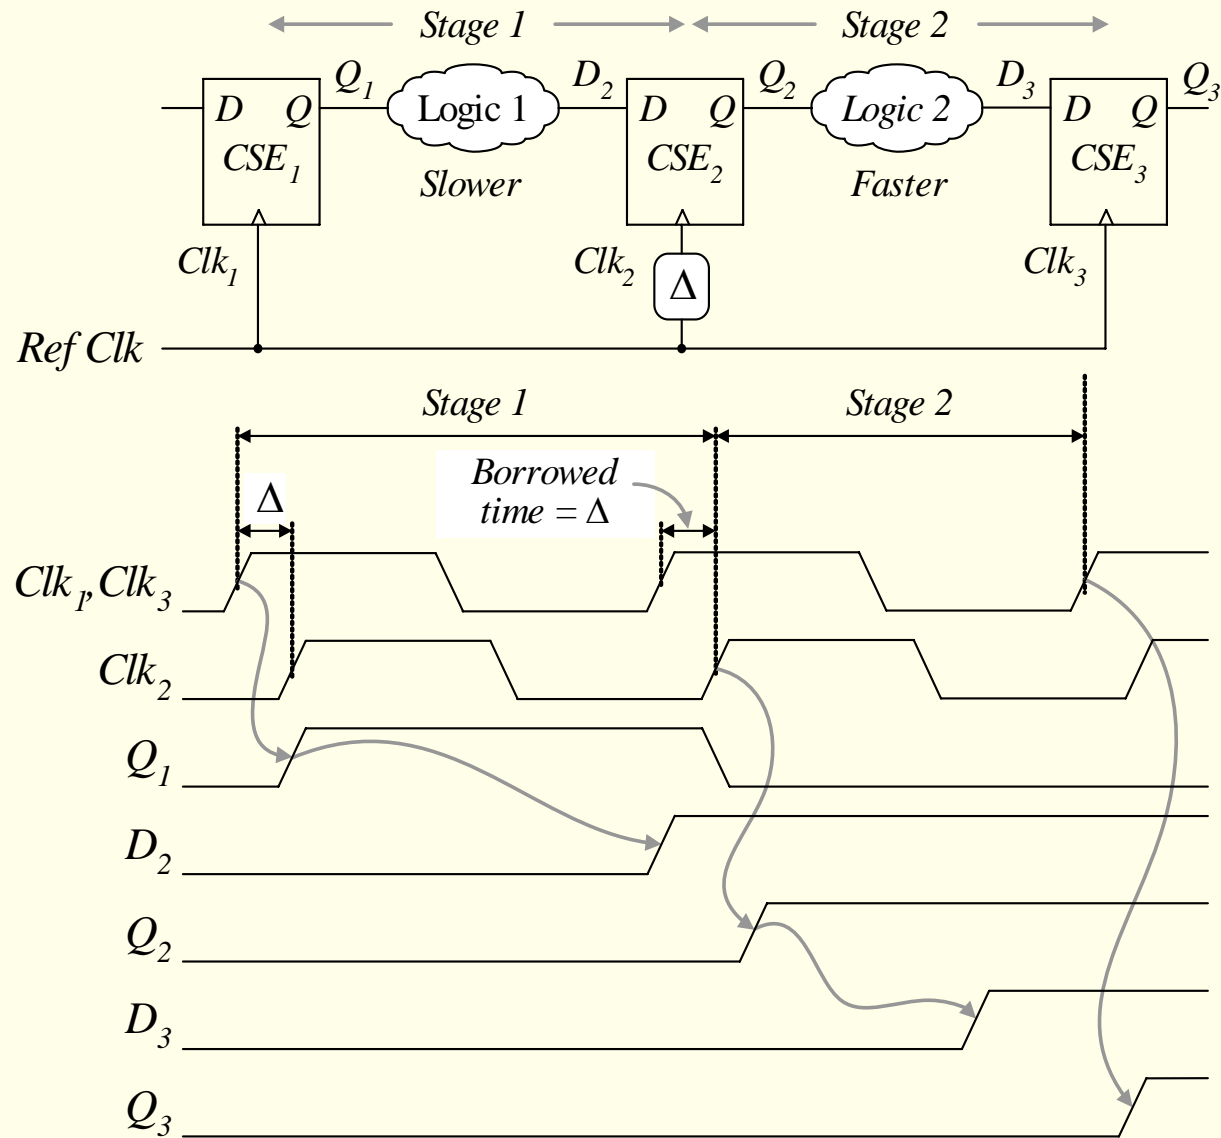 Stage 1 Stage 2
Q1 D2 Q2 D3 Q3
D Q Logic 1 D Q Logic 2 D Q
CSE1 CSE2 CSE3
Slower Faster
Clk1 Clk2 Clk3
Δ
Ref Clk
Stage 1 Stage 2
Borrowed
time = Δ
Δ
Clk1, Clk3
Clk2
Q1
D2
Q2
D3
Q3